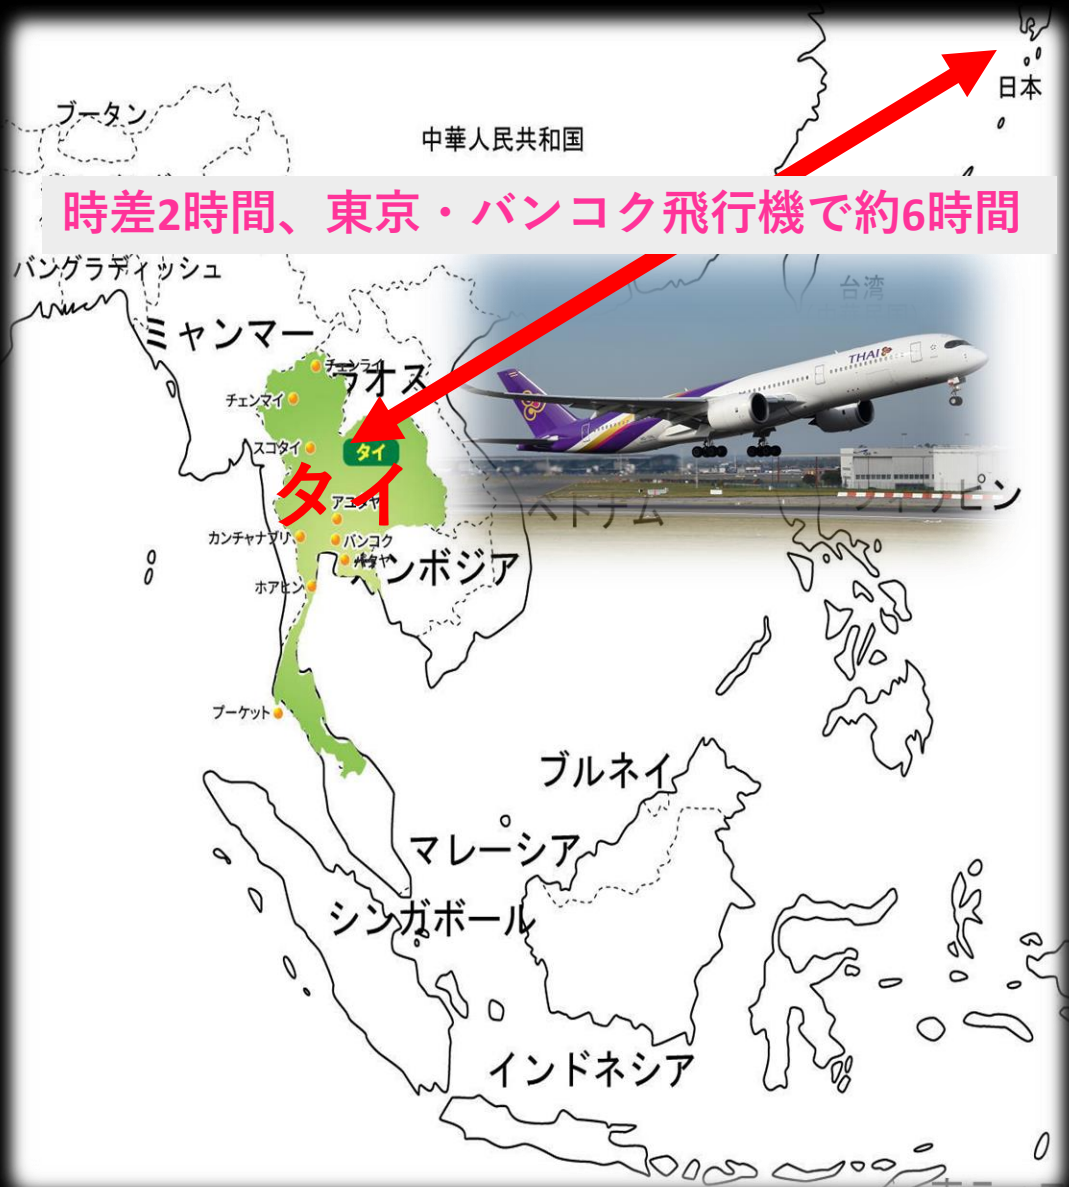 日本
ブータン
中華人民共和国
時差2時間、東京・バンコク飛行機で約6時間
バングラディッシュ
台湾
ミャンマー
チェンライ
ラオス
THAI
チェンマイ
スコタイ
タイ
タイ
アユタヤ
ベトナム
フィリピン
カンチャナブリ
バンコク
パタヤ
カンボジア
ホアヒン
プーケット
ブルネイ
マレーシア
シンガポール
インドネシア